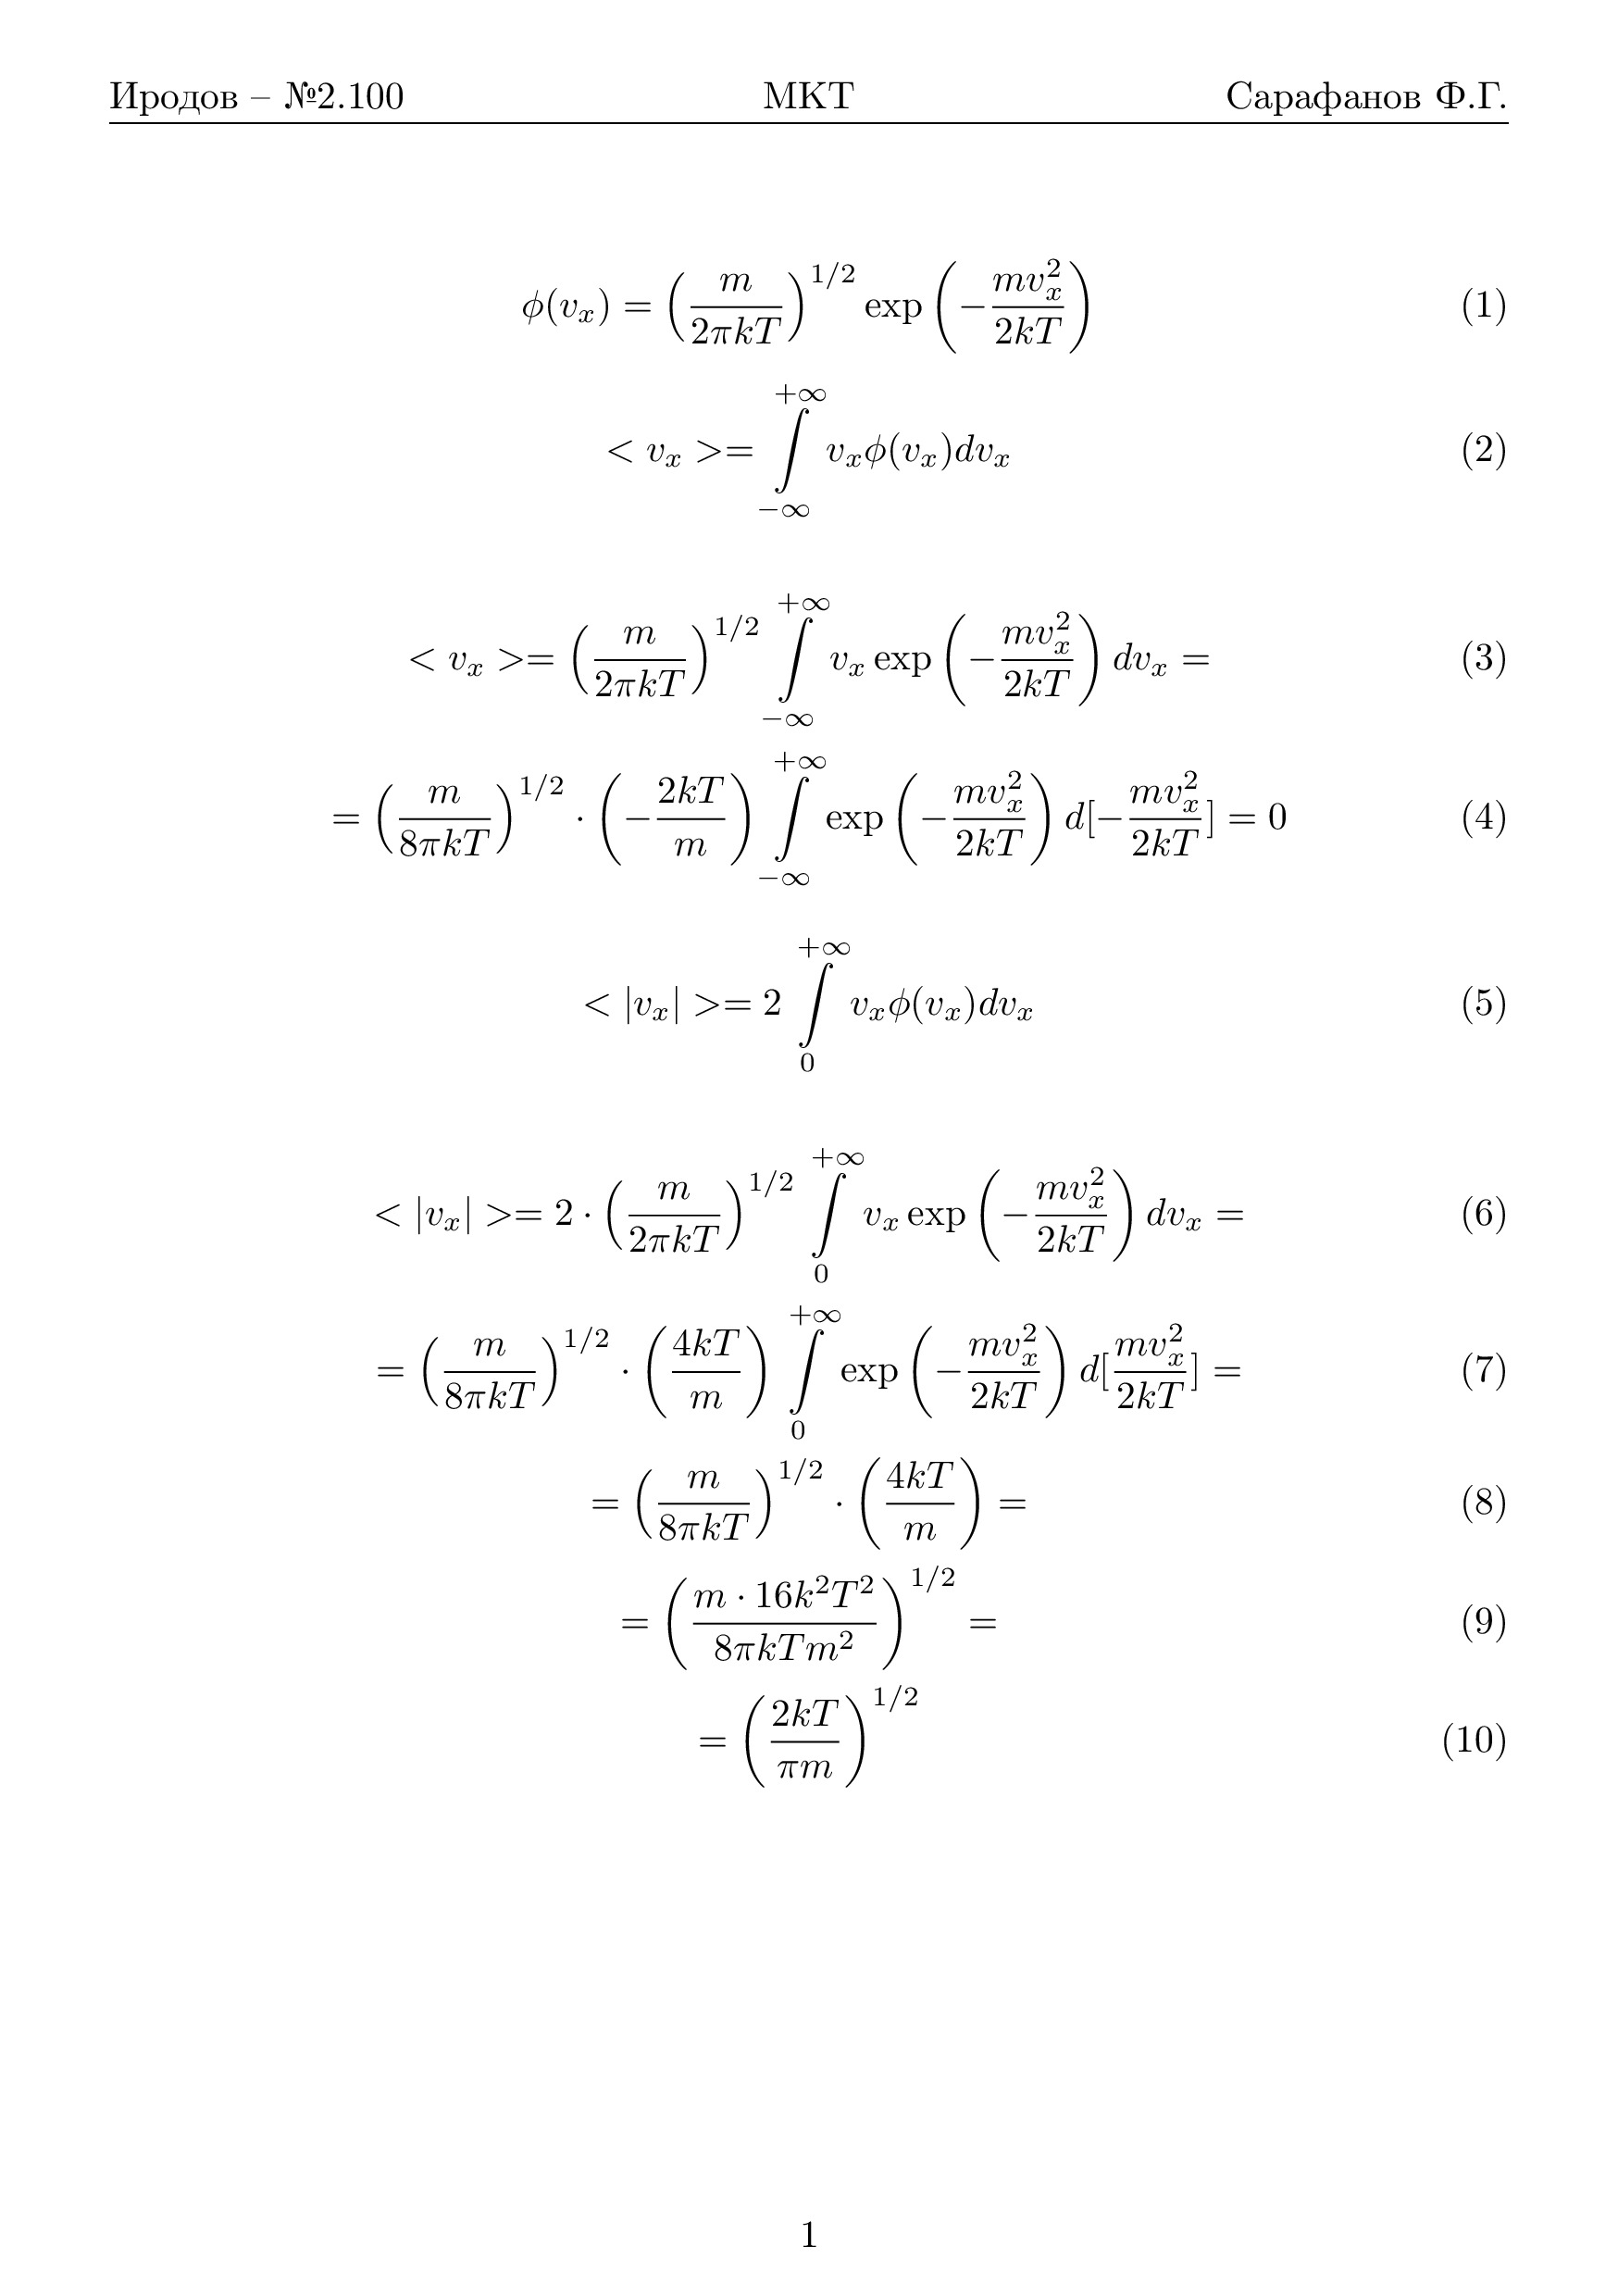 Иродов – №2.100 МКТ Сарафанов Ф.Г.
$$\phi(v_x) = \left(\frac{m}{2\pi kT}\right)^{1/2} \exp\left(-\frac{mv_x^2}{2kT}\right) \quad (1)$$
$$< v_x >= \int\limits_{-\infty}^{+\infty} v_x\phi(v_x)dv_x \quad (2)$$
$$< v_x >= \left(\frac{m}{2\pi kT}\right)^{1/2} \int\limits_{-\infty}^{+\infty} v_x \exp\left(-\frac{mv_x^2}{2kT}\right) dv_x = \quad (3)$$
$$= \left(\frac{m}{8\pi kT}\right)^{1/2} \cdot \left(-\frac{2kT}{m}\right) \int\limits_{-\infty}^{+\infty} \exp\left(-\frac{mv_x^2}{2kT}\right) d[-\frac{mv_x^2}{2kT}] = 0 \quad (4)$$
$$< |v_x| >= 2 \int\limits_{0}^{+\infty} v_x\phi(v_x)dv_x \quad (5)$$
$$< |v_x| >= 2 \cdot \left(\frac{m}{2\pi kT}\right)^{1/2} \int\limits_{0}^{+\infty} v_x \exp\left(-\frac{mv_x^2}{2kT}\right) dv_x = \quad (6)$$
$$= \left(\frac{m}{8\pi kT}\right)^{1/2} \cdot \left(\frac{4kT}{m}\right) \int\limits_{0}^{+\infty} \exp\left(-\frac{mv_x^2}{2kT}\right) d[\frac{mv_x^2}{2kT}] = \quad (7)$$
$$= \left(\frac{m}{8\pi kT}\right)^{1/2} \cdot \left(\frac{4kT}{m}\right) = \quad (8)$$
$$= \left(\frac{m \cdot 16k^2T^2}{8\pi kTm^2}\right)^{1/2} = \quad (9)$$
$$= \left(\frac{2kT}{\pi m}\right)^{1/2} \quad (10)$$
1